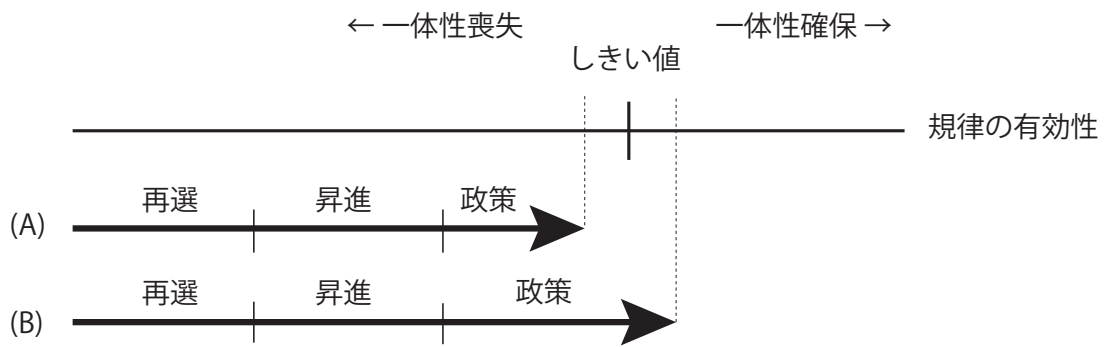 ← 一体性喪失 一体性確保 →
しきい値
規律の有効性
再選 昇進 政策
(A)
再選 昇進 政策
(B)